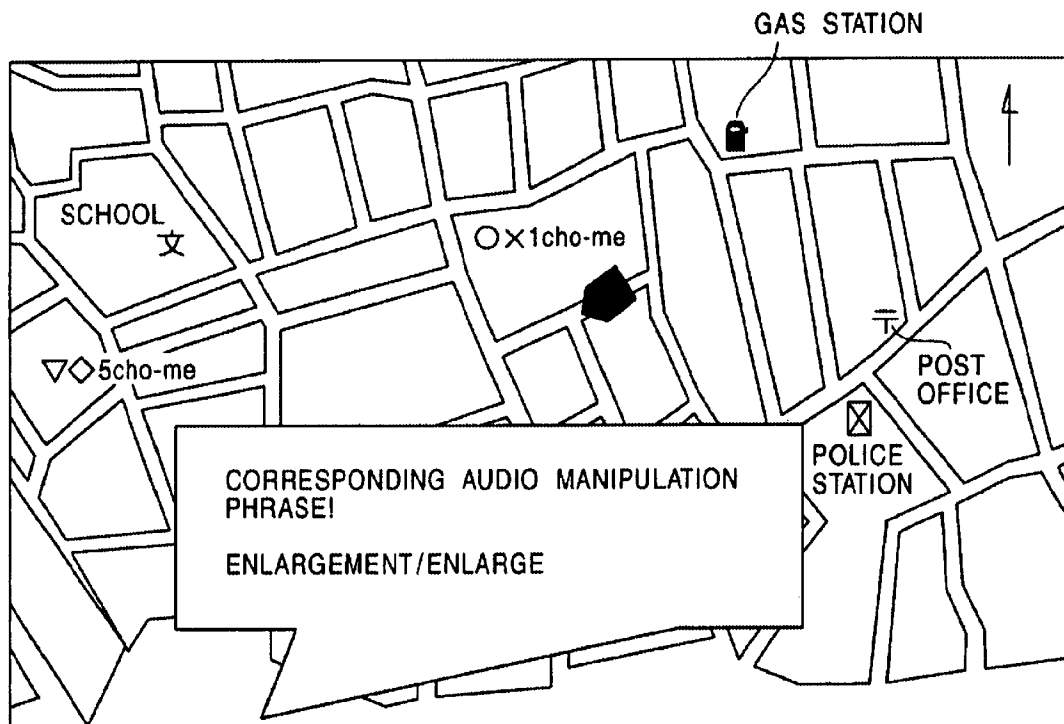 GAS STATION
SCHOOL
文
○×1cho-me
〒
▽◇5cho-me
POST
OFFICE
POLICE
STATION
CORRESPONDING AUDIO MANIPULATION
PHRASE!
ENLARGEMENT/ENLARGE